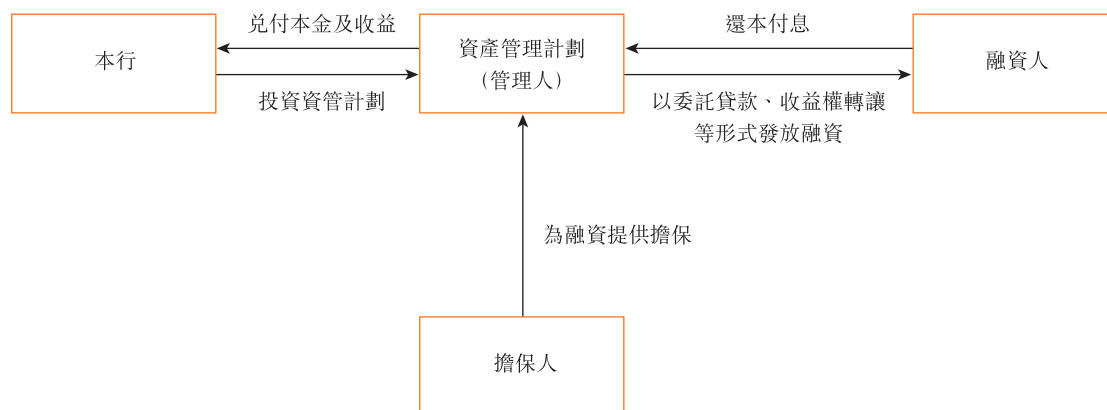 兑付本金及收益
還本付息
本行
資產管理計劃
（管理人）
融資人
投資資管計劃
以委託貸款、收益權轉讓
等形式發放融資
為融資提供擔保
擔保人